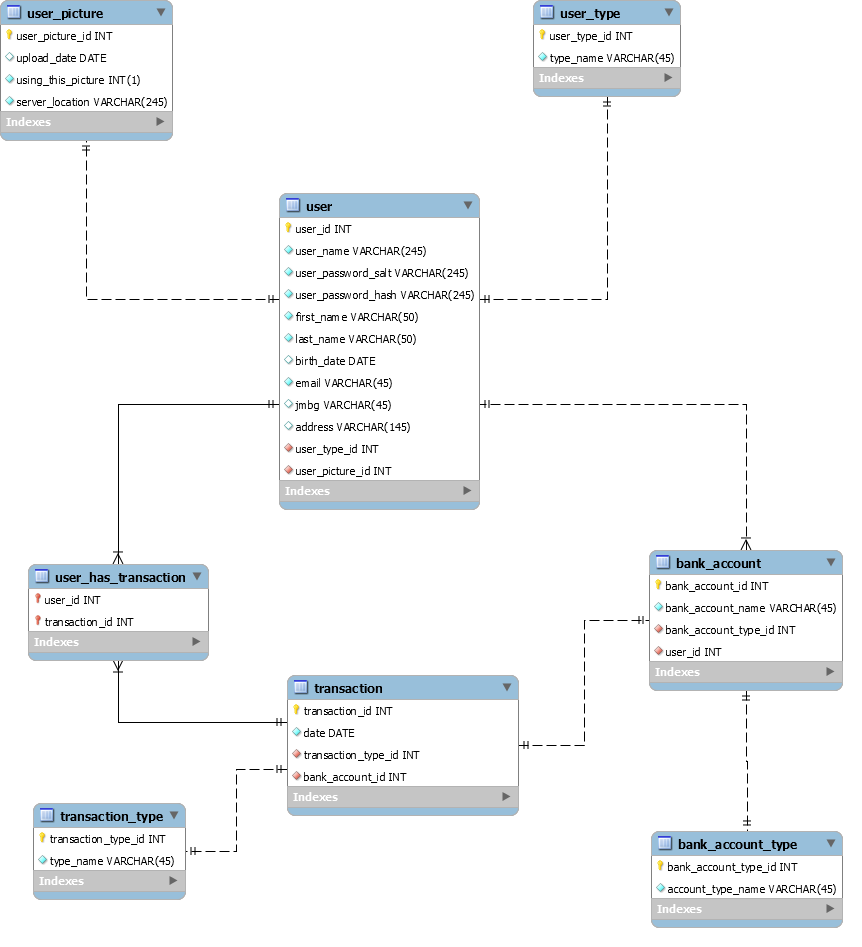 user_picture
user_picture_id INT
upload_date DATE
using_this_picture INT(1)
server_location VARCHAR(245)
Indexes
user_type
user_type_id INT
type_name VARCHAR(45)
Indexes
user
user_id INT
user_name VARCHAR(245)
user_password_salt VARCHAR(245)
user_password_hash VARCHAR(245)
first_name VARCHAR(50)
last_name VARCHAR(50)
birth_date DATE
email VARCHAR(45)
jmbg VARCHAR(45)
address VARCHAR(145)
user_type_id INT
user_picture_id INT
Indexes
user_has_transaction
user_id INT
transaction_id INT
Indexes
bank_account
bank_account_id INT
bank_account_name VARCHAR(45)
bank_account_type_id INT
user_id INT
Indexes
transaction
transaction_id INT
date DATE
transaction_type_id INT
bank_account_id INT
Indexes
transaction_type
transaction_type_id INT
type_name VARCHAR(45)
Indexes
bank_account_type
bank_account_type_id INT
account_type_name VARCHAR(45)
Indexes